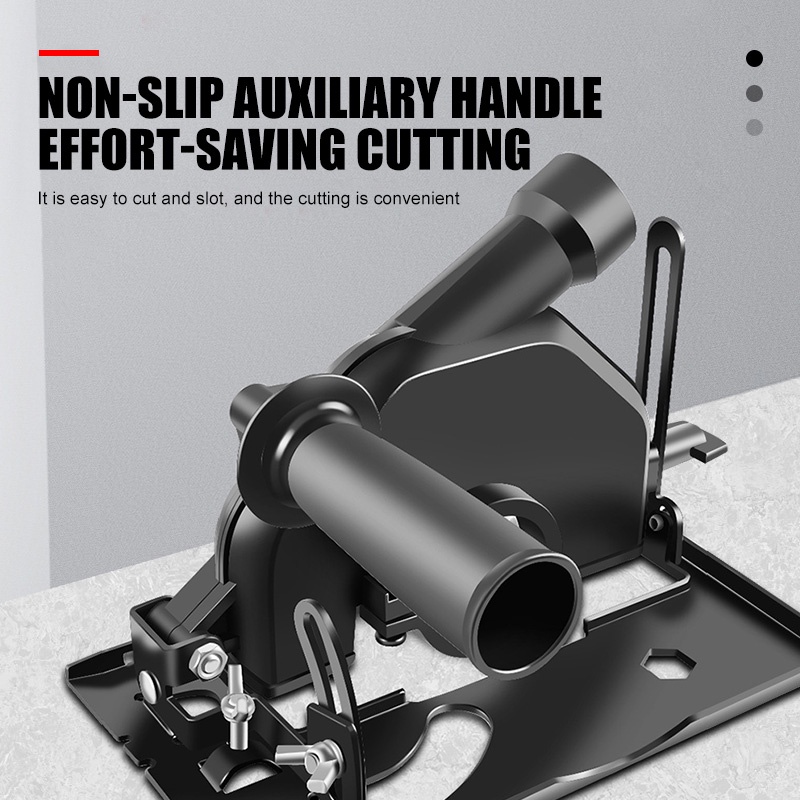 NON-SLIP AUXILIARY HANDLE
EFFORT-SAVING CUTTING
It is easy to cut and slot, and the cutting is convenient